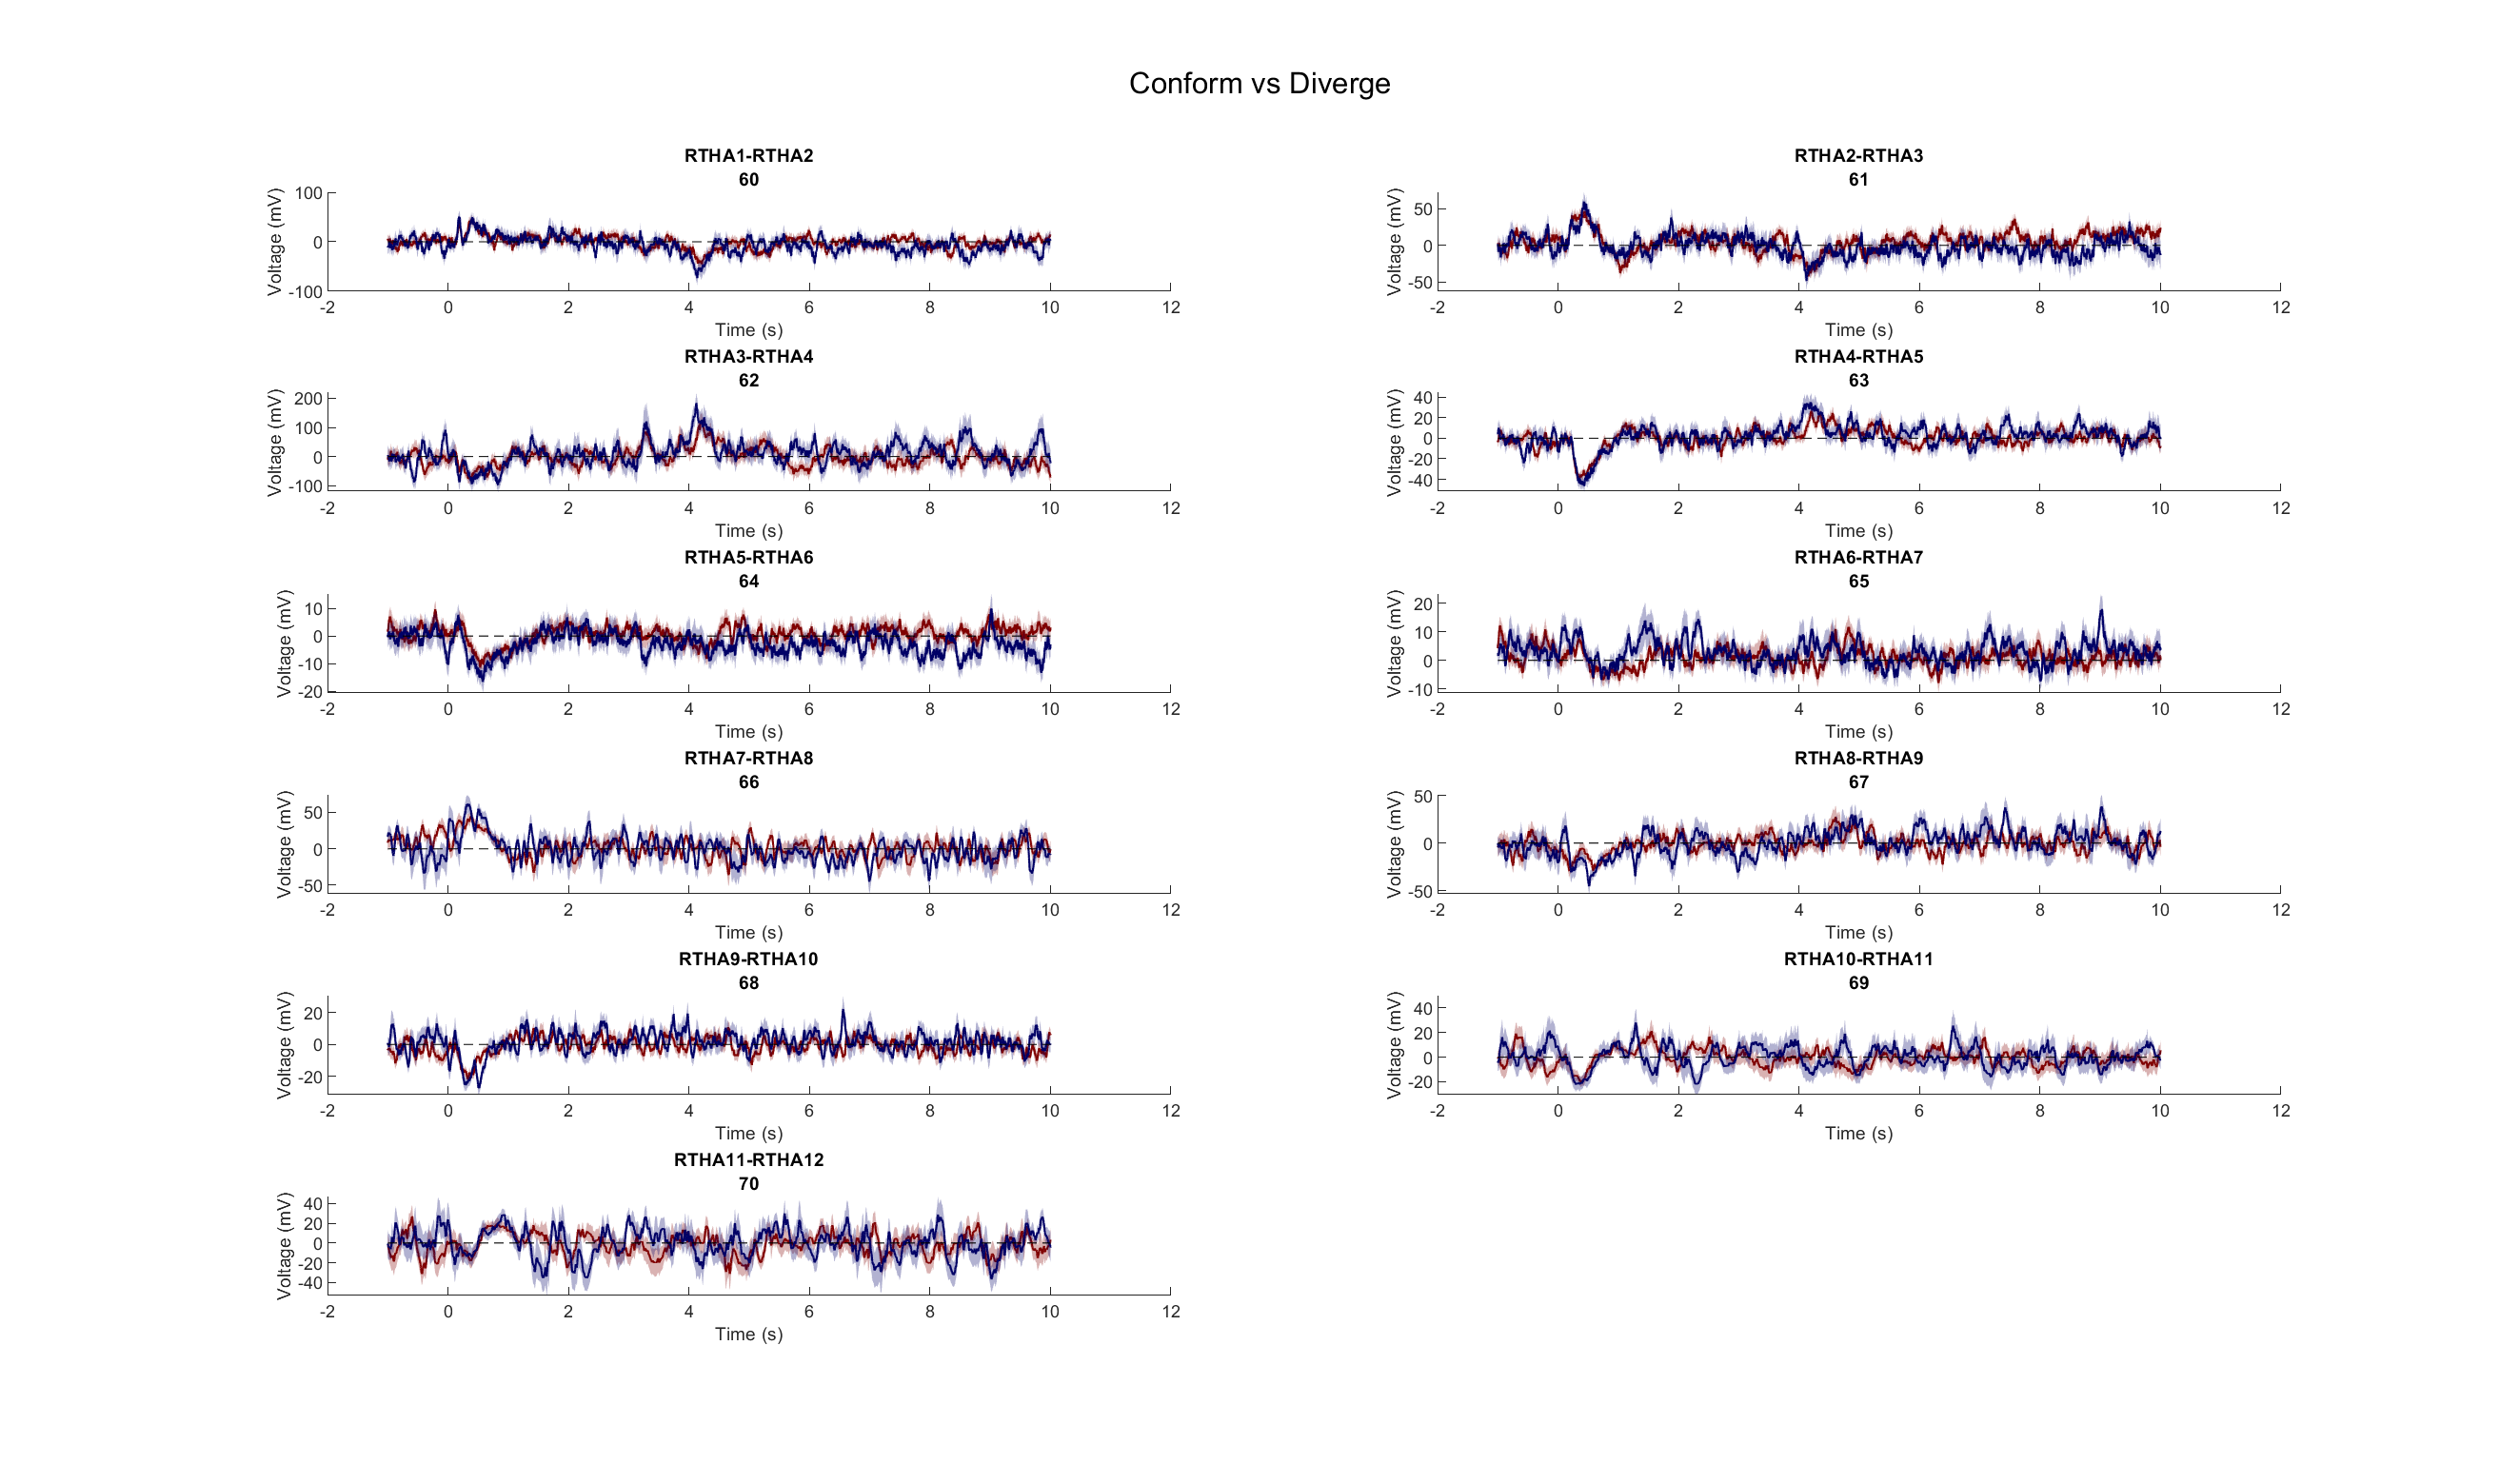 Conform vs Diverge
RTHA1-RTHA2
60
Voltage (mV)
100
0
-100
-2 0 2 4 6 8 10 12
Time (s)
RTHA2-RTHA3
61
Voltage (mV)
50
0
-50
-2 0 2 4 6 8 10 12
Time (s)
RTHA3-RTHA4
62
Voltage (mV)
200
100
0
-100
-2 0 2 4 6 8 10 12
Time (s)
RTHA4-RTHA5
63
Voltage (mV)
40
20
0
-20
-40
-2 0 2 4 6 8 10 12
Time (s)
RTHA5-RTHA6
64
Voltage (mV)
10
0
-10
-20
-2 0 2 4 6 8 10 12
Time (s)
RTHA6-RTHA7
65
Voltage (mV)
20
10
0
-10
-2 0 2 4 6 8 10 12
Time (s)
RTHA7-RTHA8
66
Voltage (mV)
50
0
-50
-2 0 2 4 6 8 10 12
Time (s)
RTHA8-RTHA9
67
Voltage (mV)
50
0
-50
-2 0 2 4 6 8 10 12
Time (s)
RTHA9-RTHA10
68
Voltage (mV)
20
0
-20
-2 0 2 4 6 8 10 12
Time (s)
RTHA10-RTHA11
69
Voltage (mV)
40
20
0
-20
-2 0 2 4 6 8 10 12
Time (s)
RTHA11-RTHA12
70
Voltage (mV)
40
20
0
-20
-40
-2 0 2 4 6 8 10 12
Time (s)